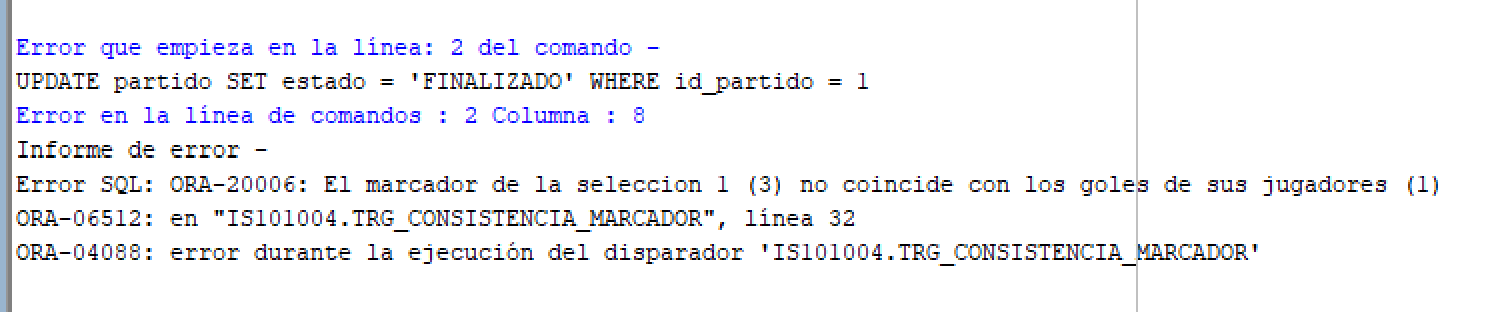 Error que empieza en la línea: 2 del comando -
UPDATE partido SET estado = 'FINALIZADO' WHERE id_partido = 1
Error en la línea de comandos : 2 Columna : 8
Informe de error -
Error SQL: ORA-20006: El marcador de la seleccion 1 (3) no coincide con los goles de sus jugadores (1)
ORA-06512: en "IS101004.TRG_CONSISTENCIA_MARCADOR", línea 32
ORA-04088: error durante la ejecución del disparador 'IS101004.TRG_CONSISTENCIA_MARCADOR'